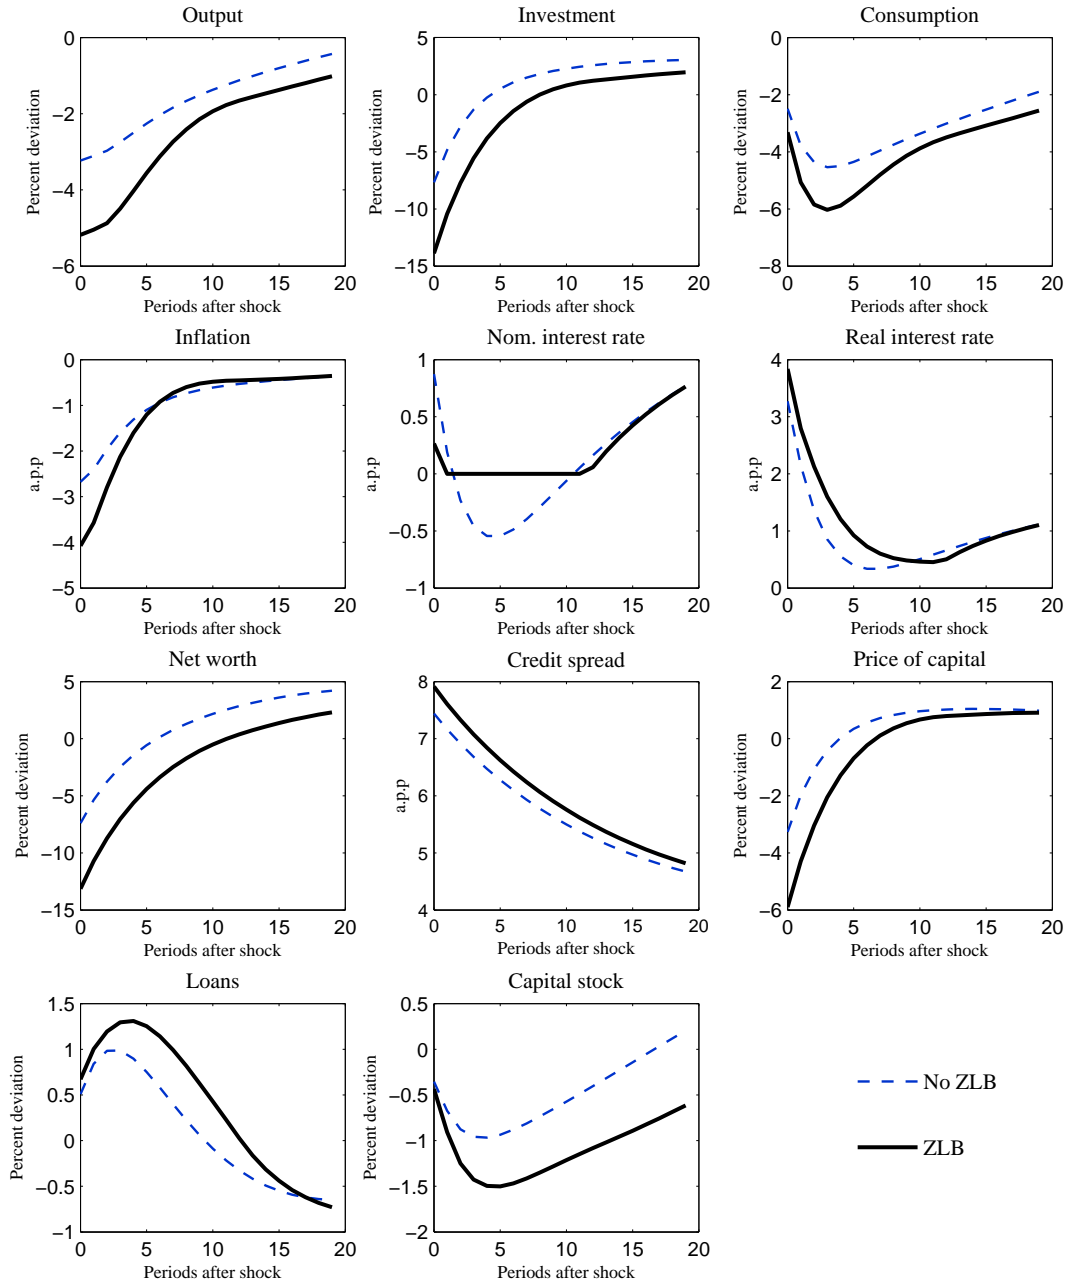 Output
Investment
Consumption
Percent deviation
0
−2
−4
−6
0 5 10 15 20
Periods after shock
Percent deviation
5
0
−5
−10
−15
0 5 10 15 20
Periods after shock
Percent deviation
0
−2
−4
−6
−8
0 5 10 15 20
Periods after shock
Inflation
Nom. interest rate
Real interest rate
a.p.p
0
−1
−2
−3
−4
−5
0 5 10 15 20
Periods after shock
a.p.p
1
0.5
0
−0.5
−1
0 5 10 15 20
Periods after shock
a.p.p
4
3
2
1
0
0 5 10 15 20
Periods after shock
Net worth
Credit spread
Price of capital
Percent deviation
5
0
−5
−10
−15
0 5 10 15 20
Periods after shock
a.p.p
8
7
6
5
4
0 5 10 15 20
Periods after shock
Percent deviation
2
0
−2
−4
−6
0 5 10 15 20
Periods after shock
Loans
Capital stock
Percent deviation
1.5
1
0.5
0
−0.5
−1
0 5 10 15 20
Periods after shock
Percent deviation
0.5
0
−0.5
−1
−1.5
−2
0 5 10 15 20
Periods after shock
No ZLB
ZLB